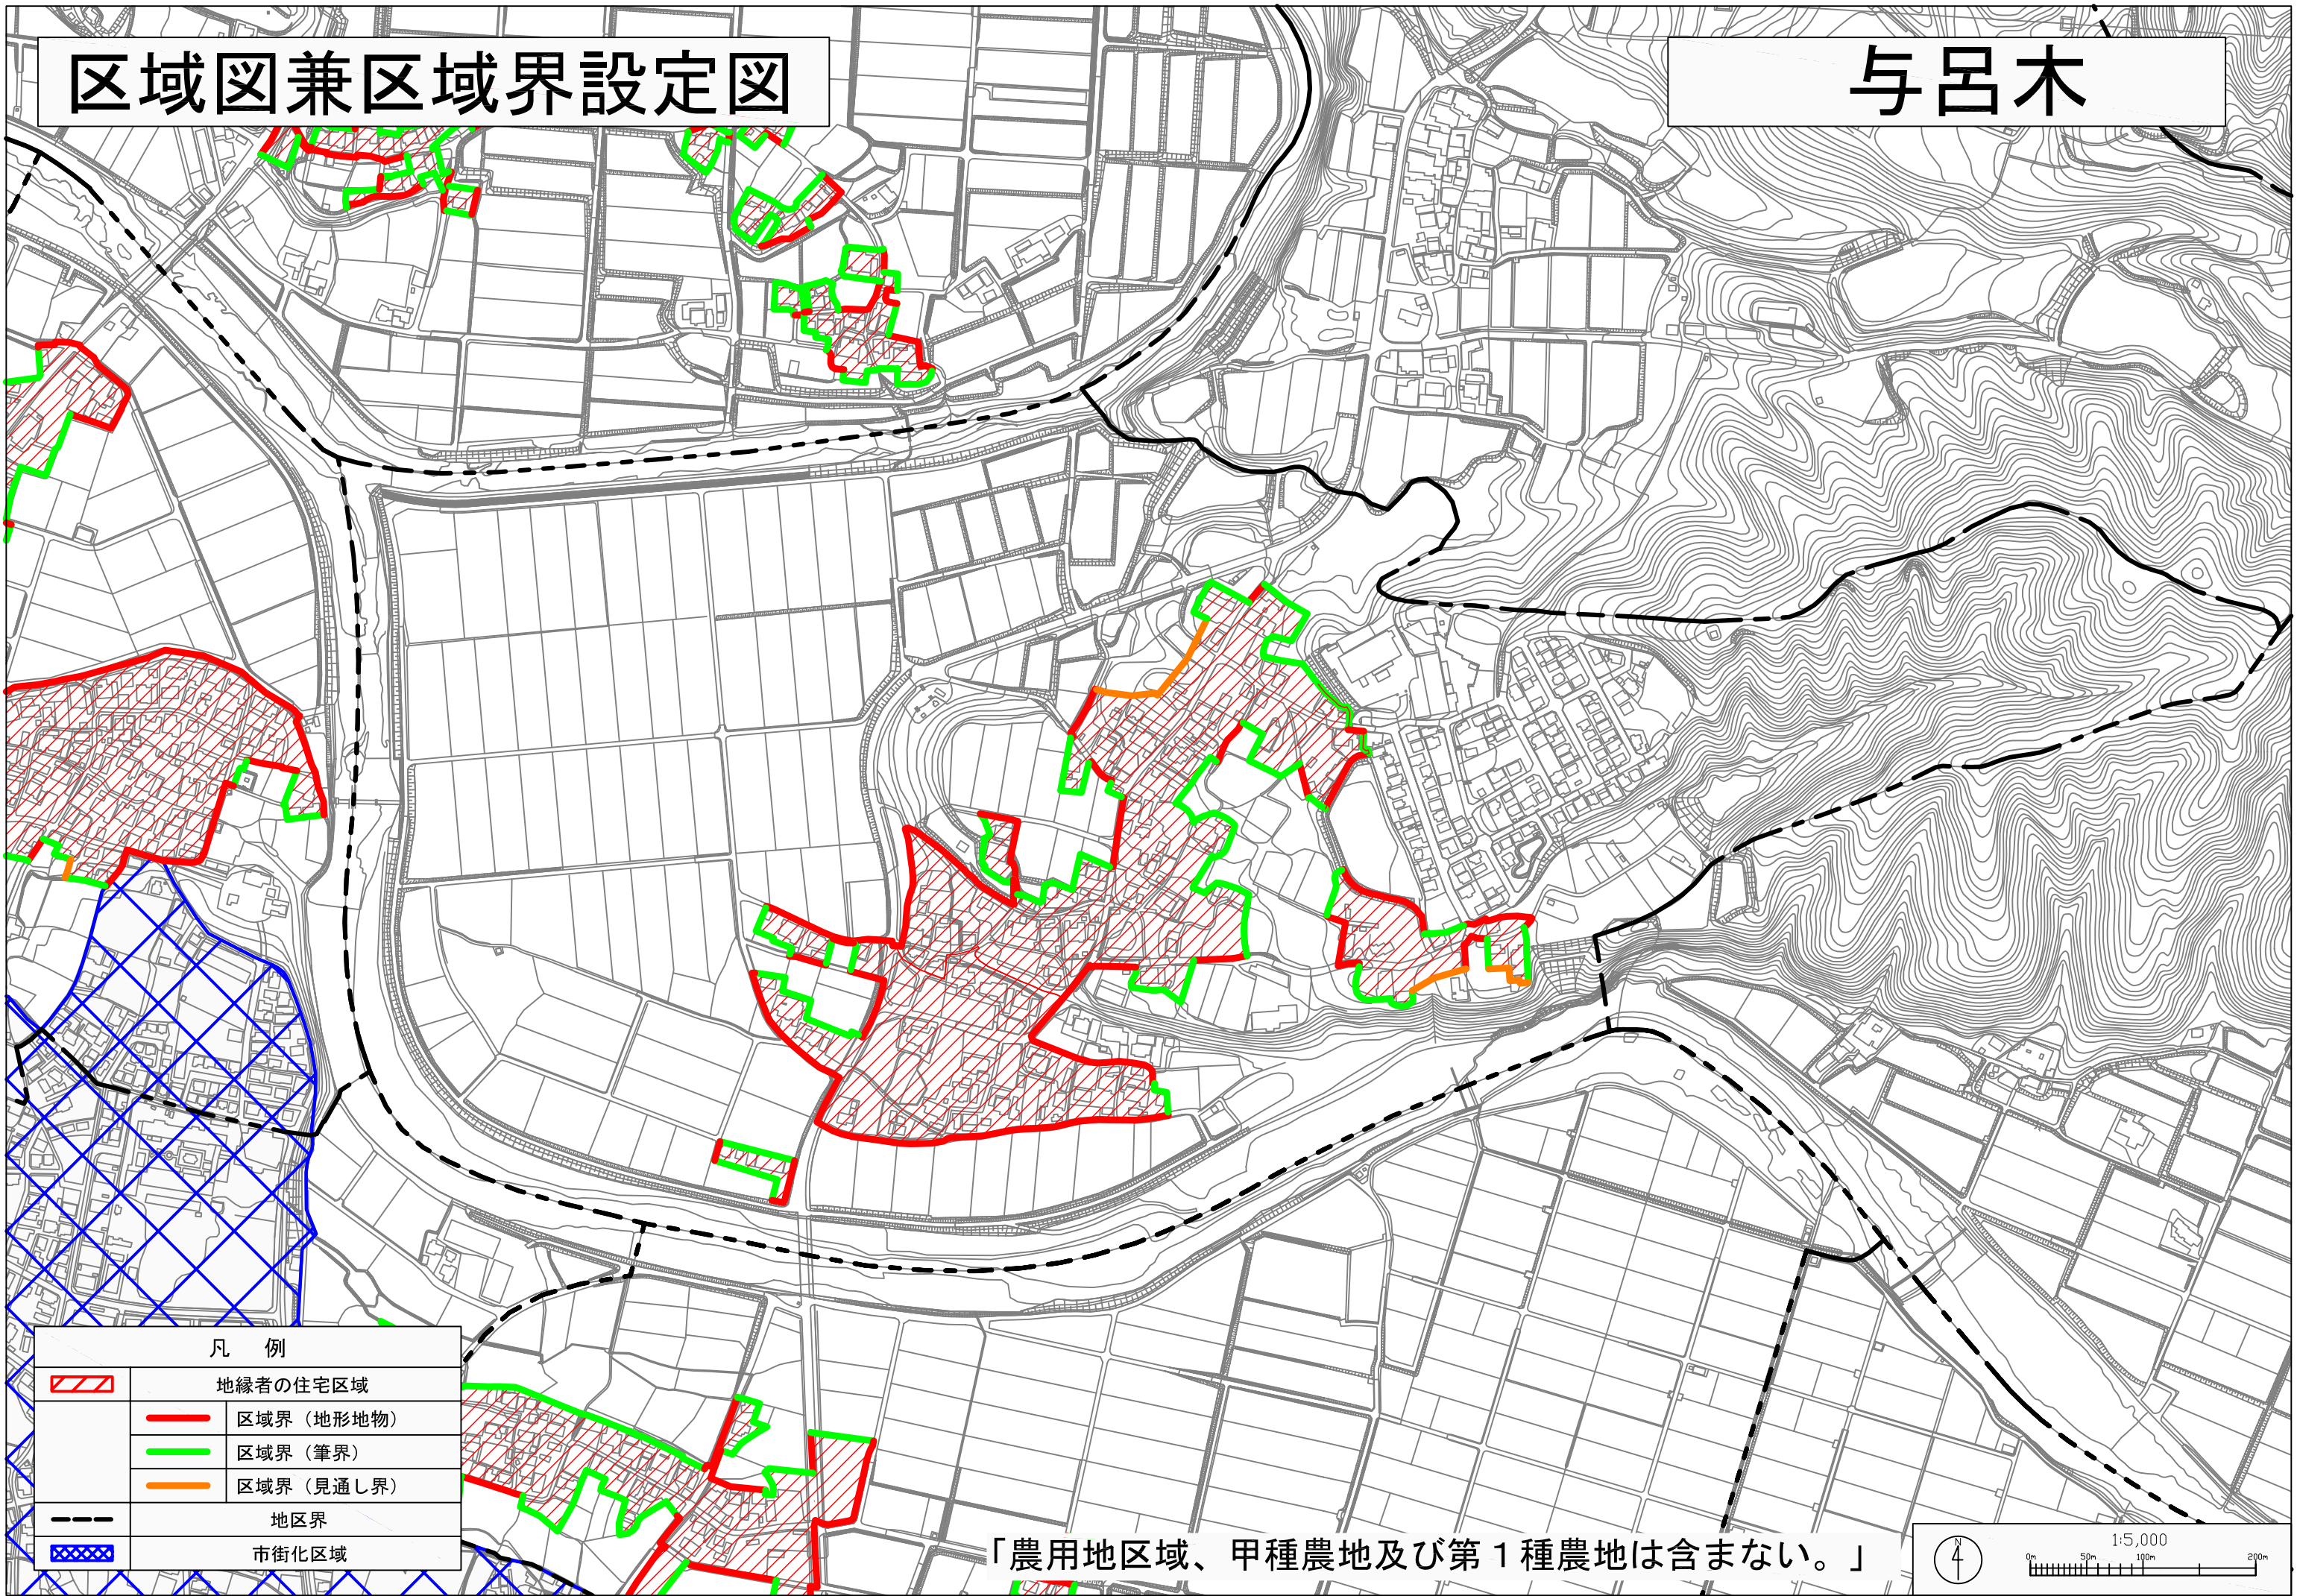 区域図兼区域界設定図
与呂木
凡 例
地縁者の住宅区域
区域界（地形地物）
区域界（筆界）
区域界（見通し界）
地区界
市街化区域
「農用地区域、甲種農地及び第１種農地は含まない。」
N
1:5,000
0m 50m 100m 200m